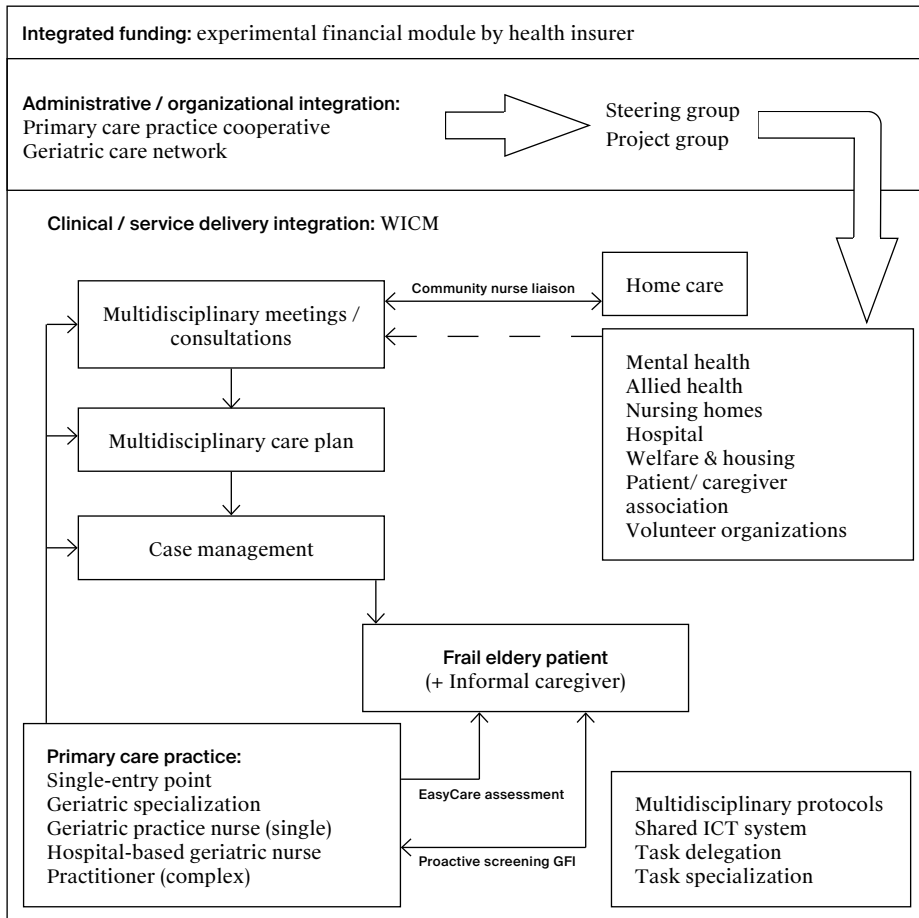 Integrated funding: experimental financial module by health insurer
Administrative / organizational integration:
Primary care practice cooperative
Geriatric care network
Steering group
Project group
Clinical / service delivery integration: WICM
Multidisciplinary meetings /
consultations
Community nurse liaison
Home care
Mental health
Allied health
Nursing homes
Hospital
Welfare & housing
Patient/ caregiver
association
Volunteer organizations
Multidisciplinary care plan
Case management
Frail eldery patient
(+ Informal caregiver)
Primary care practice:
Single-entry point
Geriatric specialization
Geriatric practice nurse (single)
Hospital-based geriatric nurse
Practitioner (complex)
EasyCare assessment
Proactive screening GFI
Multidisciplinary protocols
Shared ICT system
Task delegation
Task specialization